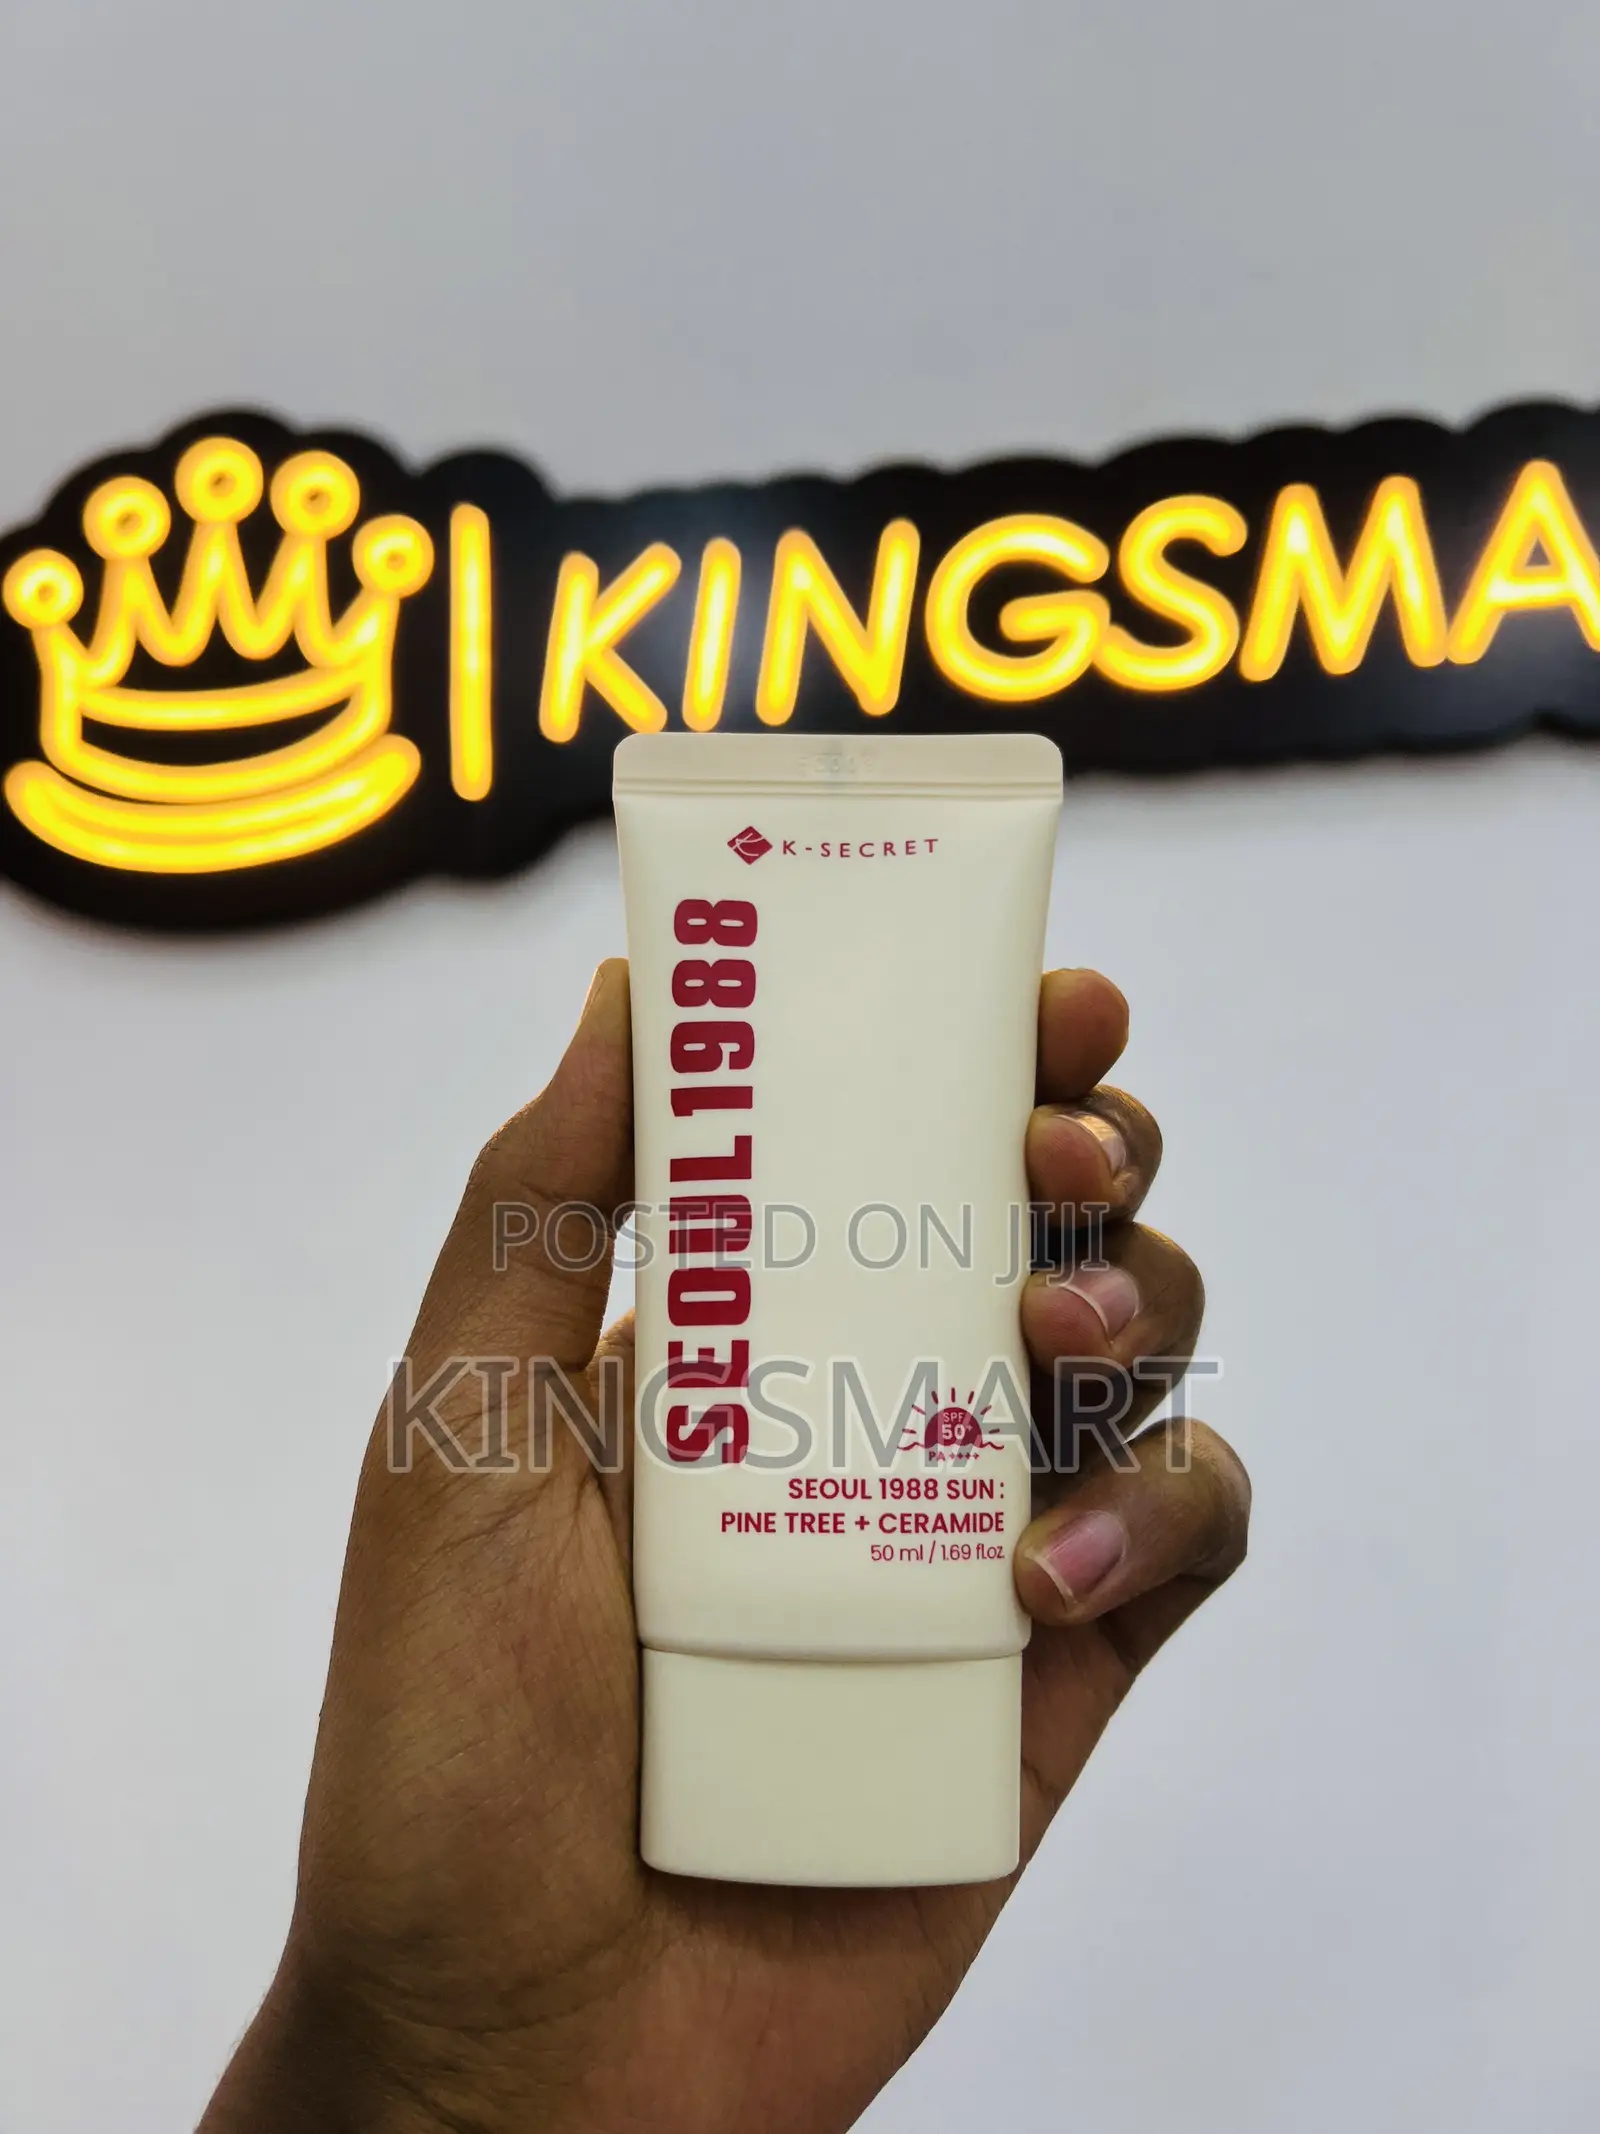 KINGSMA
K-SECRET
SEOUL 1988
POSTED ON JIJI
KINGSMART
SPF
50+
PA++++
SEOUL 1988 SUN:
PINE TREE + CERAMIDE
50 ml / 1.69 fl.oz.